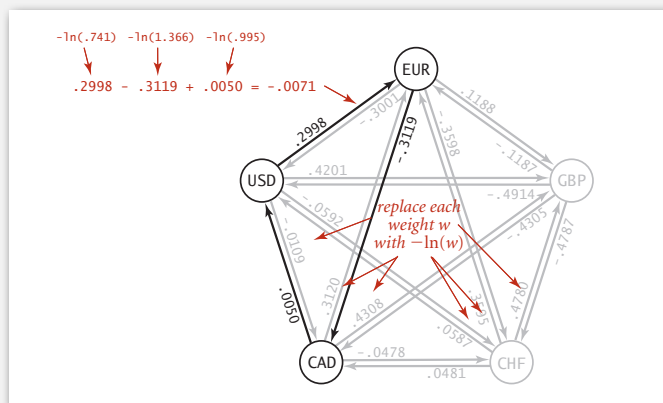 -ln(.741) -ln(1.366) -ln(.995)
.2998 - .3119 + .0050 = -.0071
EUR
.2998
-.3001
-.3119
-.3598
.1188
-.1187
USD
.4201
-.4914
GBP
-.0592
-.0109
replace each
weight w
with −ln(w)
-.4305
-.4787
.0050
.3120
.4308
.3595
.4780
.0587
CAD
-.0478
.0481
CHF